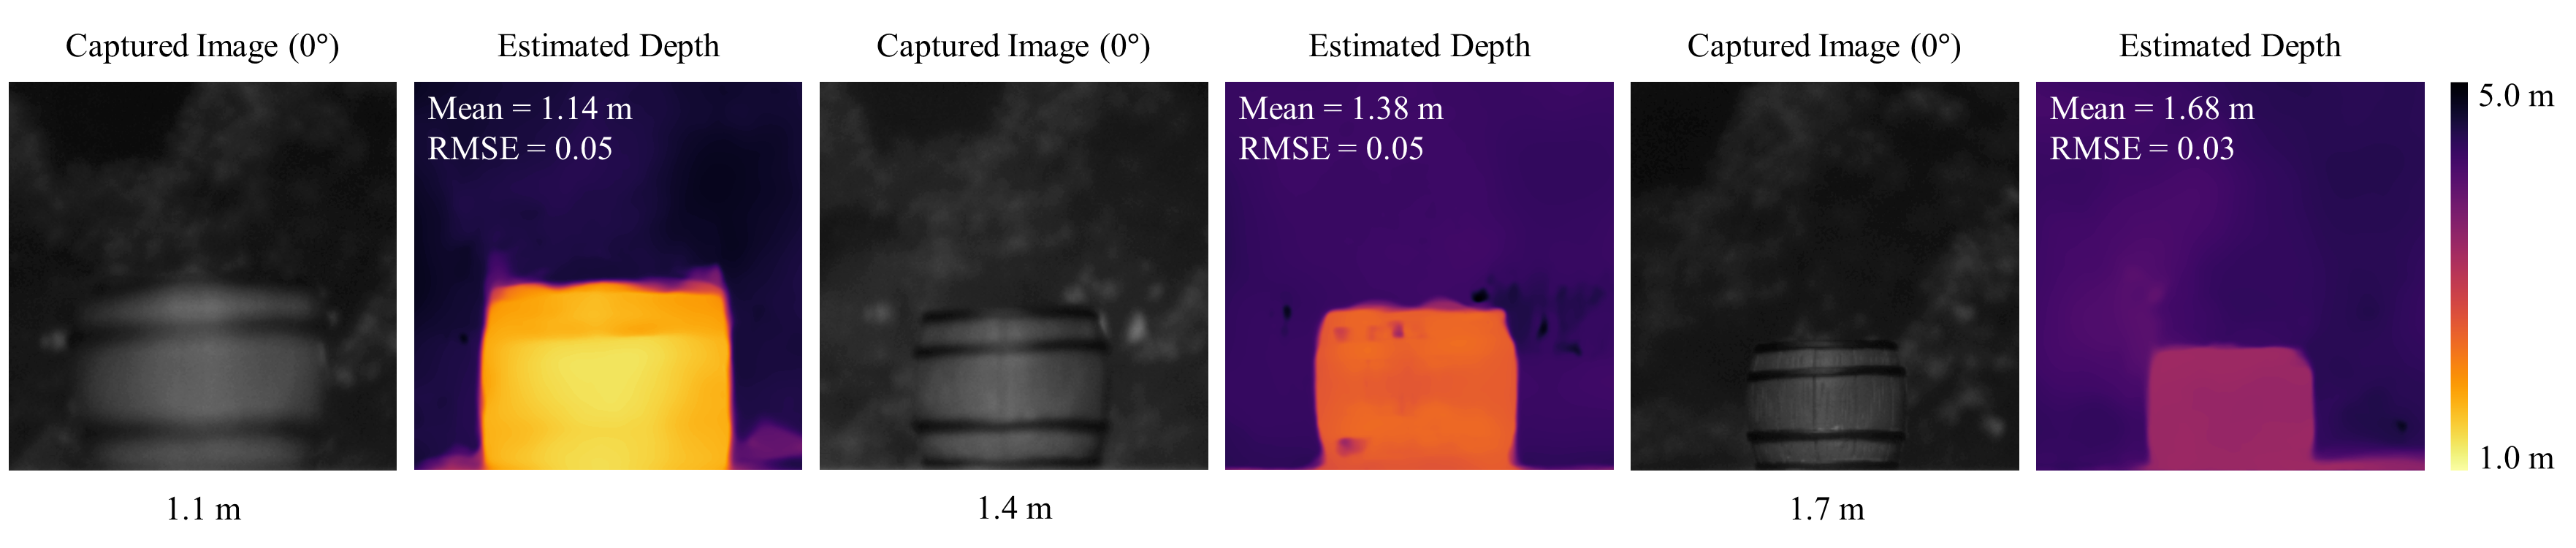 Captured Image (0°)
Estimated Depth
Captured Image (0°)
Estimated Depth
Captured Image (0°)
Estimated Depth
Mean = 1.14 m
RMSE = 0.05
Mean = 1.38 m
RMSE = 0.05
Mean = 1.68 m
RMSE = 0.03
5.0 m
1.0 m
1.1 m
1.4 m
1.7 m